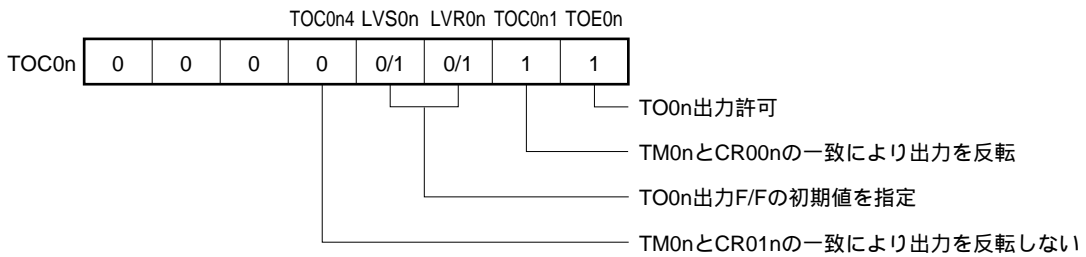 TOC0n4 LVS0n LVR0n TOC0n1 TOE0n
TOC0n 0 0 0 0 0/1 0/1 1 1
TO0n出力許可
TM0nとCR00nの一致により出力を反転
TO0n出力F/Fの初期値を指定
TM0nとCR01nの一致により出力を反転しない